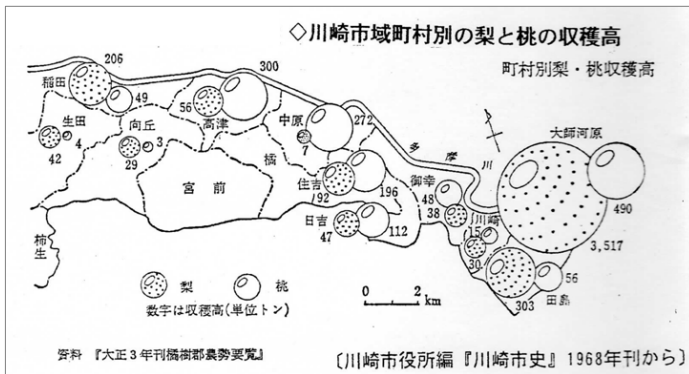 ◇川崎市域町村別の梨と桃の収穫高
町村別梨・桃収穫高
206
稲田
49
生田
4
42
向丘
3
29
300
56
高津
中原
7
272
橘
宮前
住吉
92
196
日吉
47
112
多摩川
御幸
48
38
川崎
15
30
大師河原
490
3,517
303
56
田島
柿生
梨
桃
数字は収穫高(単位トン)
0 2
km
資料 『大正3年刊橘樹郡農勢要覧』
〔川崎市役所編『川崎市史』1968年刊から〕